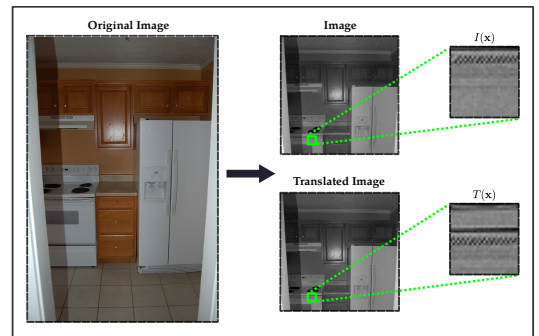 Original Image
Image
I(x)
Translated Image
T(x)